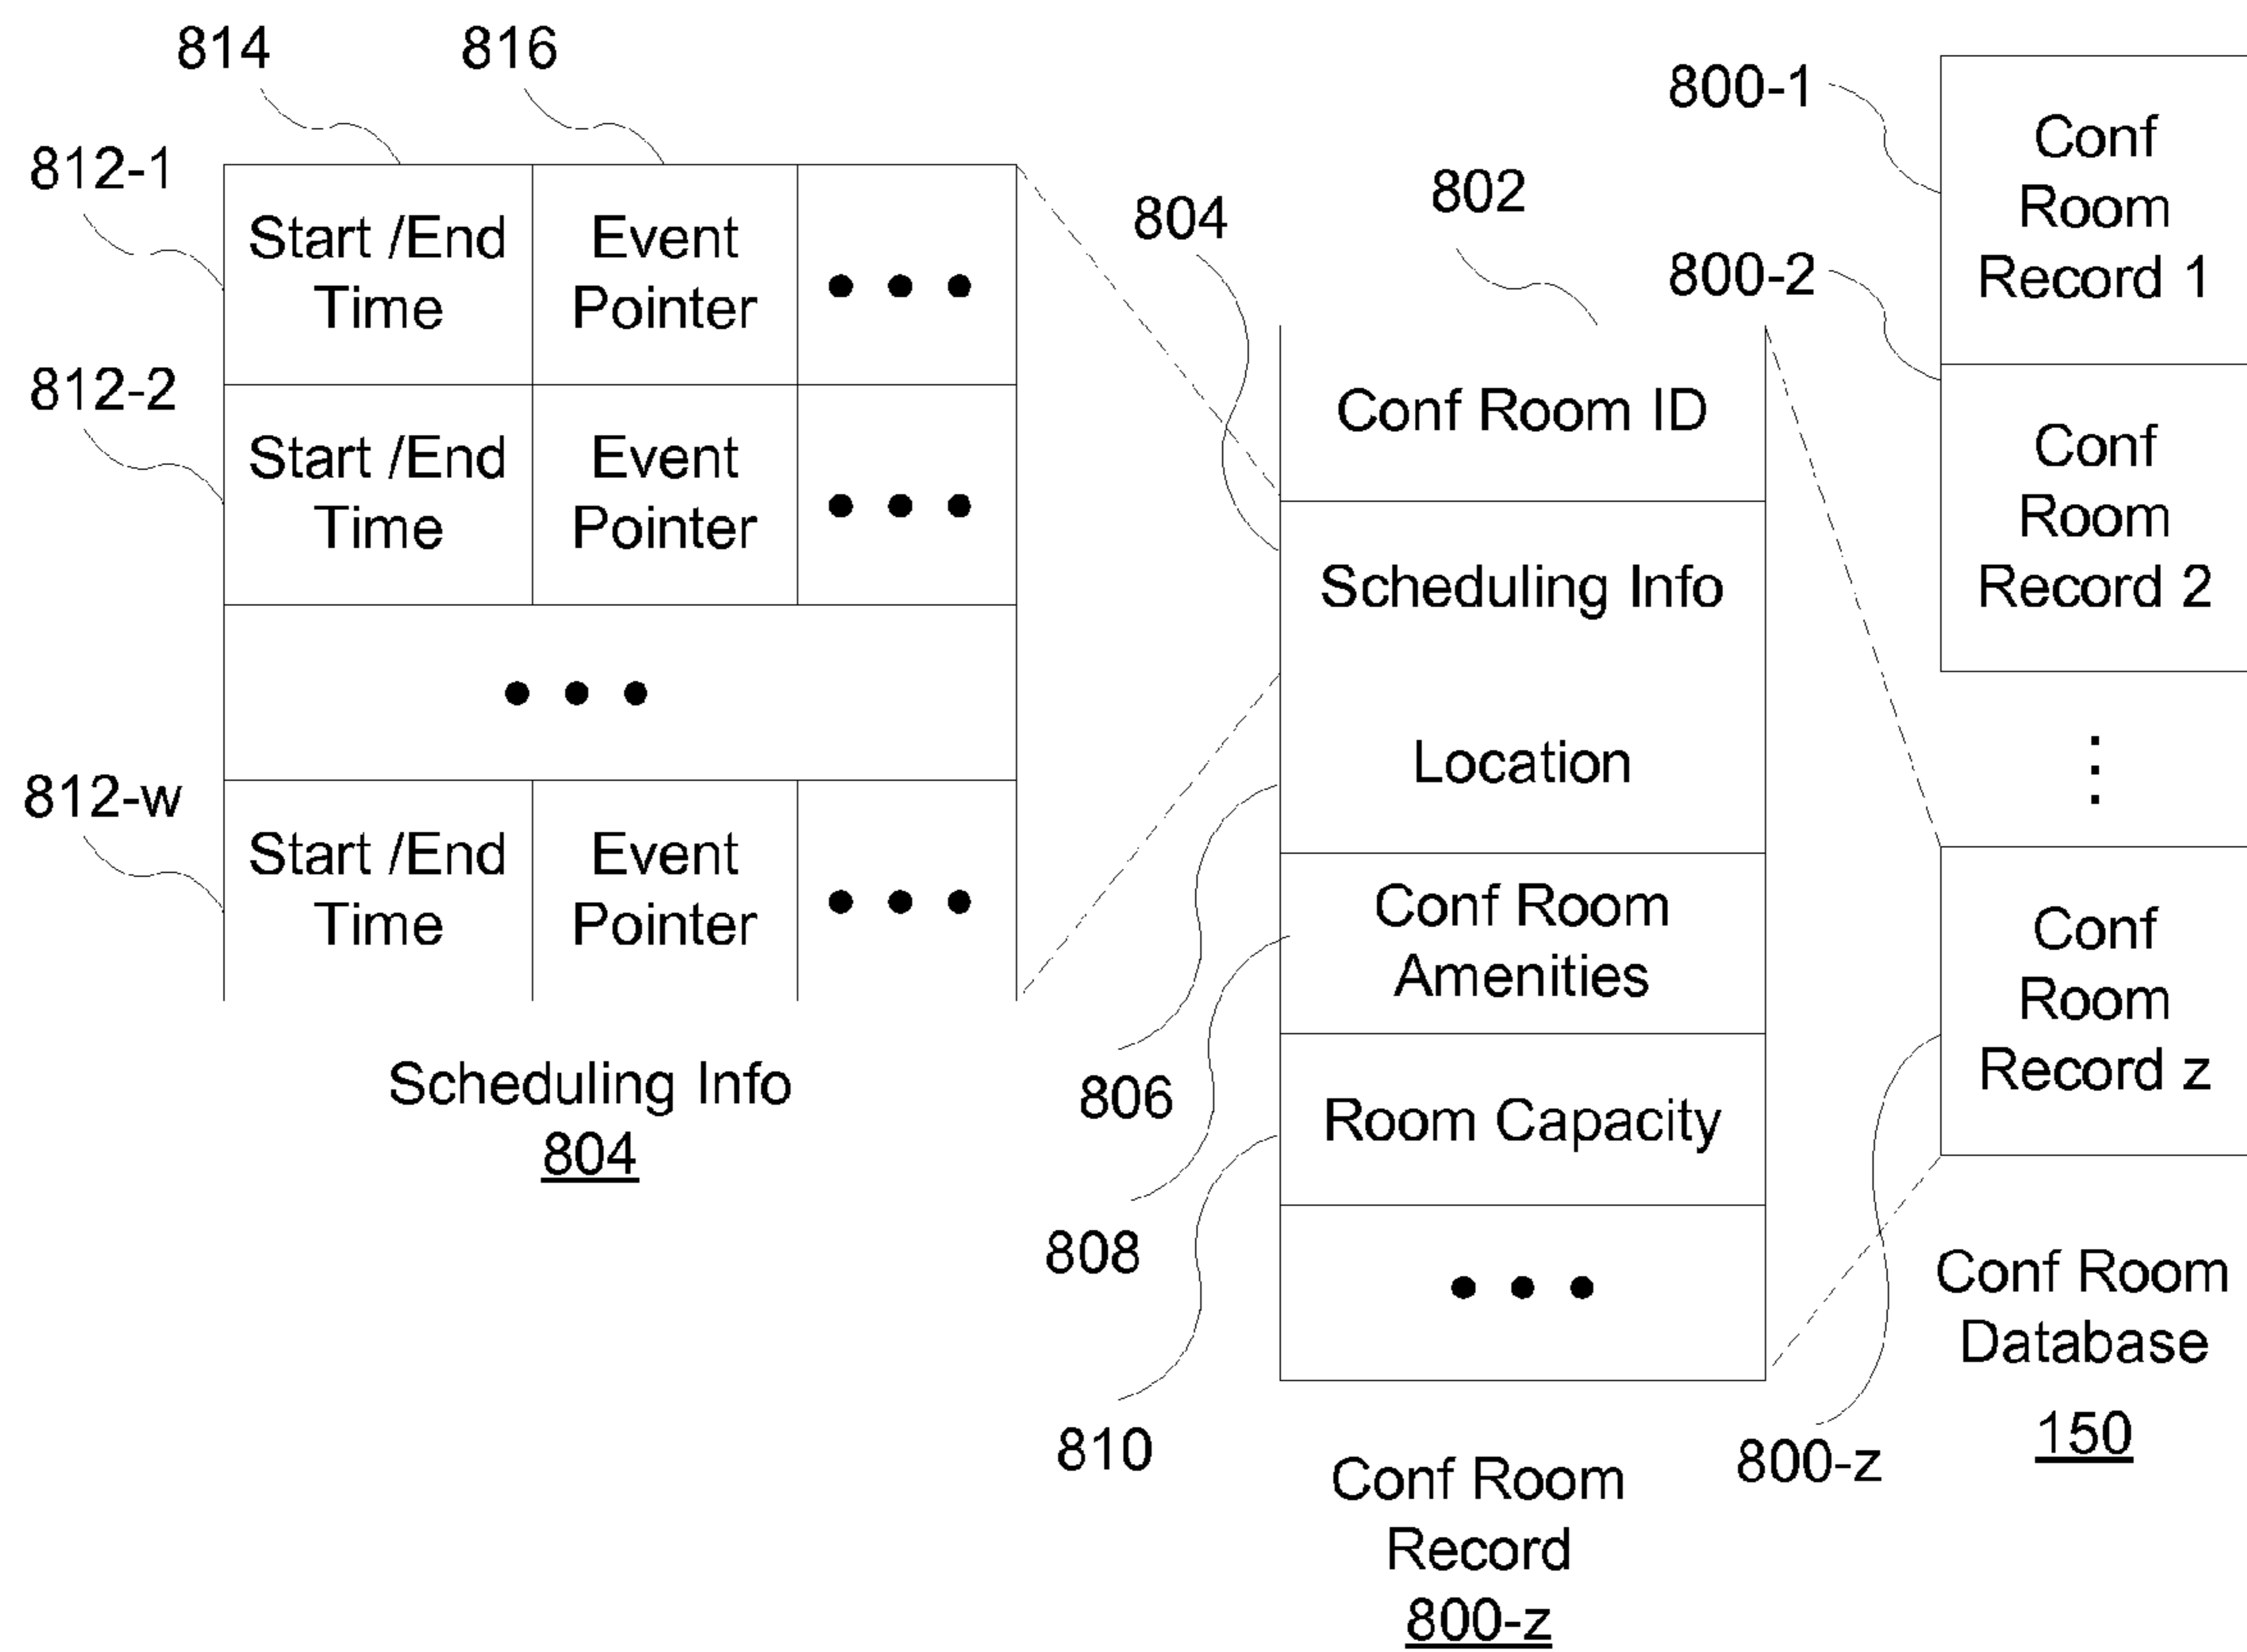 814
816
812-1
Start /End
Time
Event
Pointer
• • •
812-2
Start /End
Time
Event
Pointer
• • •
• • •
812-w
Start /End
Time
Event
Pointer
• • •
Scheduling Info
804
804
802
Conf Room ID
Scheduling Info
Location
Conf Room
Amenities
Room Capacity
• • •
806
808
810
Conf Room
Record
800-z
800-1
Conf
Room
Record 1
800-2
Conf
Room
Record 2
⋮
Conf
Room
Record z
800-z
Conf Room
Database
150